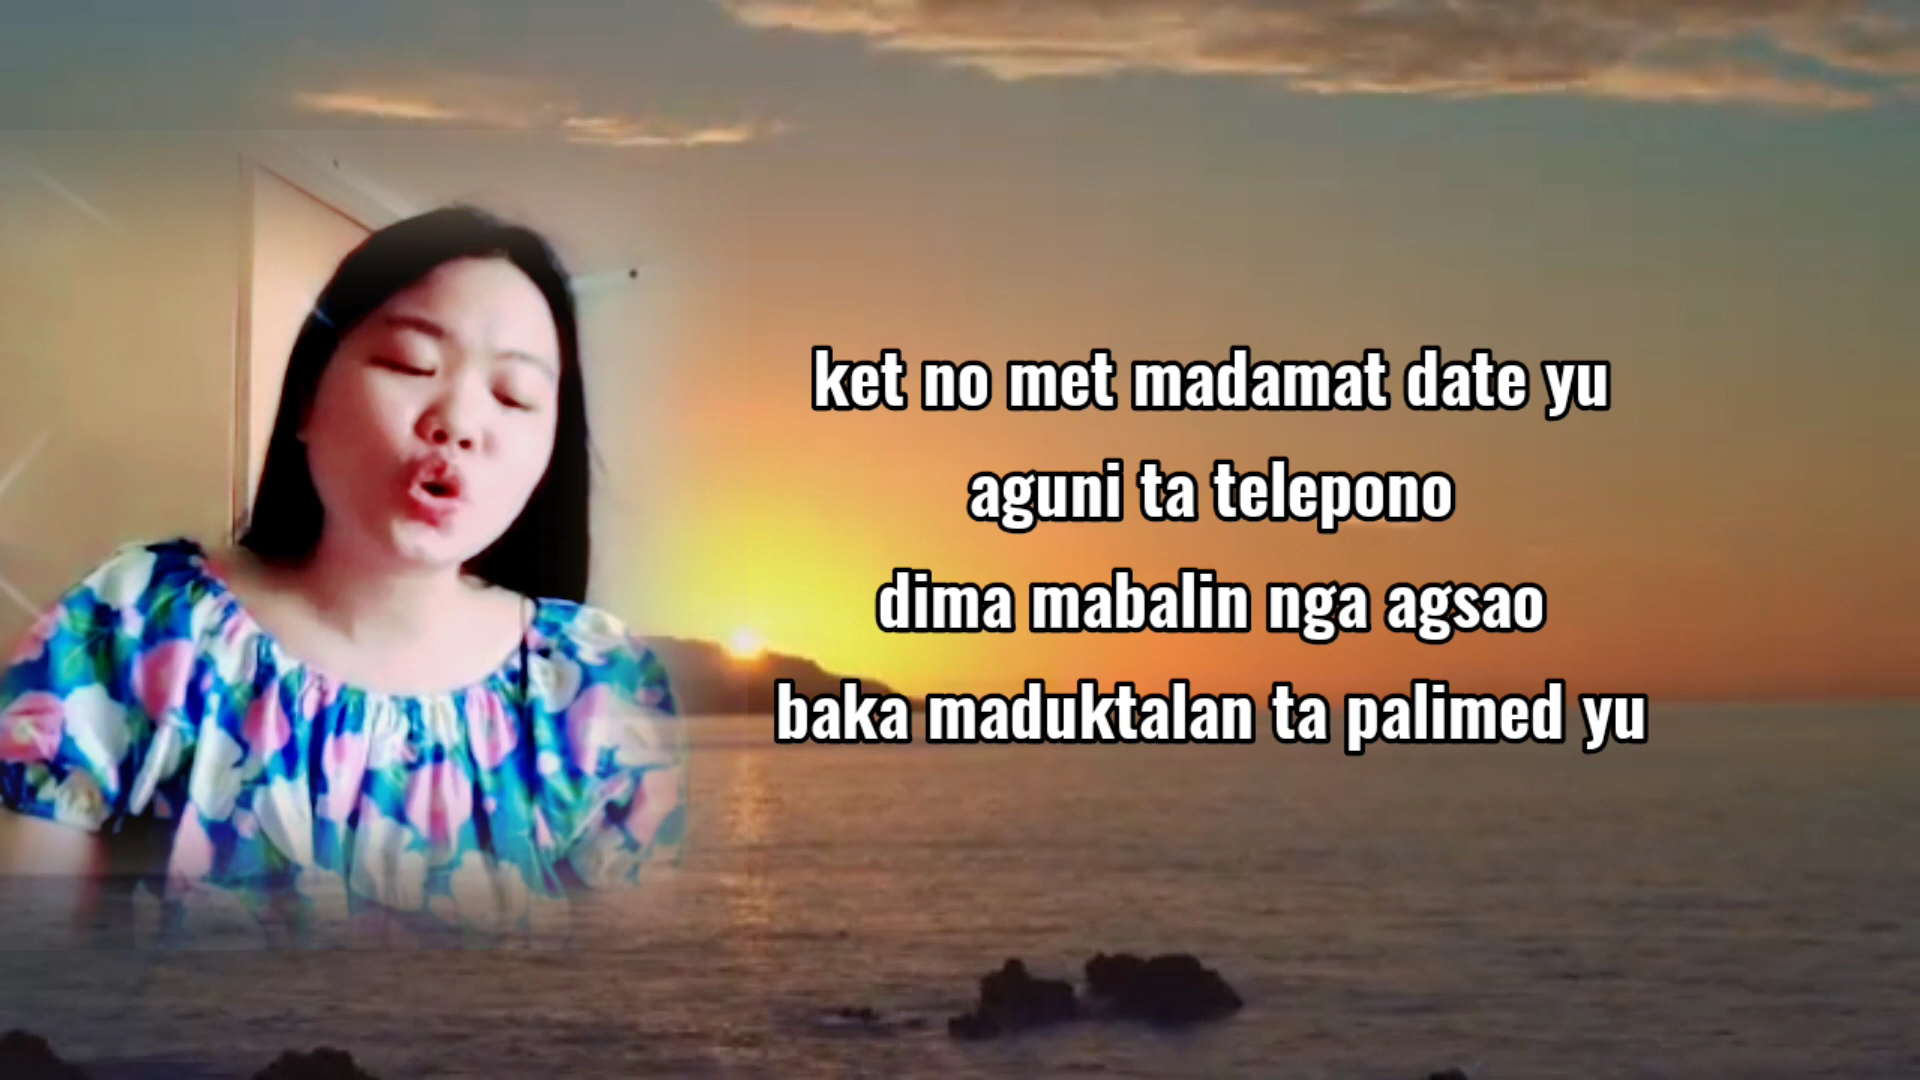 ket no met madamat date yu
aguni ta telepono
dima mabalin nga agsao
baka maduktalan ta palimed yu